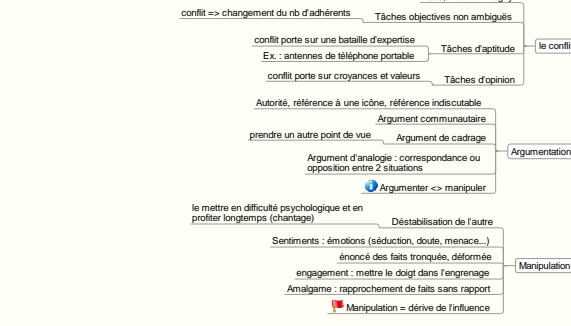 conflit => changement du nb d'adhérents
Tâches objectives non ambiguës
conflit porte sur une bataille d'expertise
Ex. : antennes de téléphone portable
Tâches d'aptitude
le confli
conflit porte sur croyances et valeurs
Tâches d'opinion
Autorité, référence à une icône, référence indiscutable
Argument communautaire
prendre un autre point de vue
Argument de cadrage
Argument d'analogie : correspondance ou
opposition entre 2 situations
Argumenter <> manipuler
Argumentation
le mettre en difficulté psychologique et en
profiter longtemps (chantage)
Déstabilisation de l'autre
Sentiments : émotions (séduction, doute, menace...)
énoncé des faits tronquée, déformée
engagement : mettre le doigt dans l'engrenage
Amalgame : rapprochement de faits sans rapport
Manipulation = dérive de l'influence
Manipulation